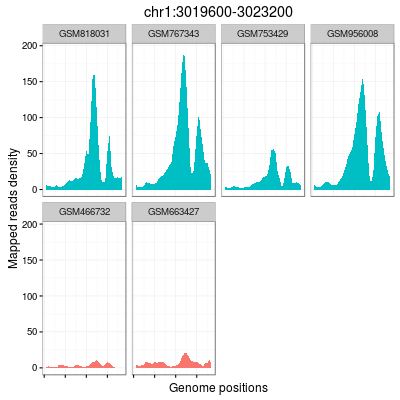 chr1:3019600-3023200
GSM818031 GSM767343 GSM753429 GSM956008
200
150
100
50
0
Mapped reads density
GSM466732 GSM663427
200
150
100
50
0
Genome positions